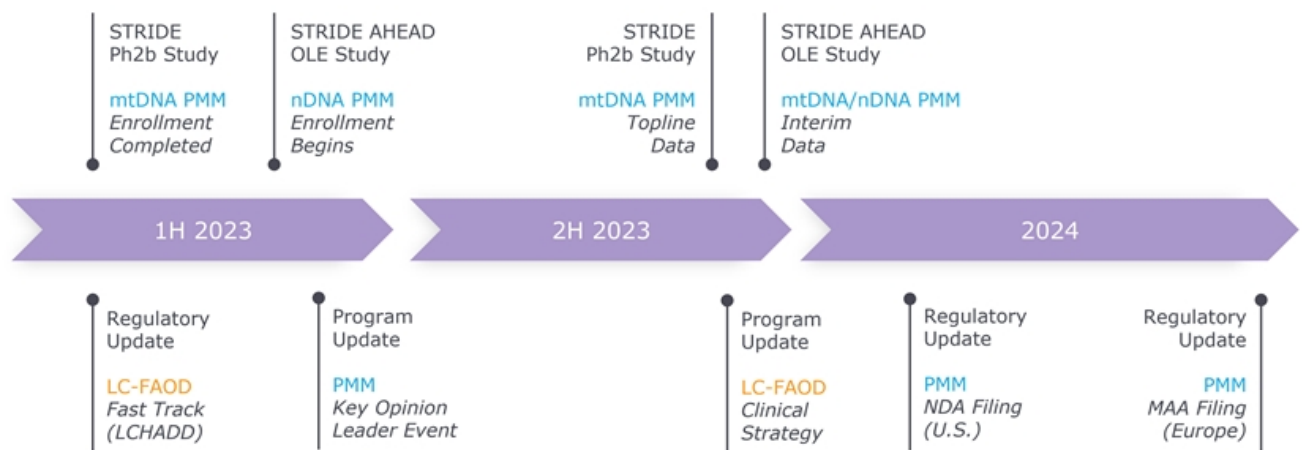 STRIDE
Ph2b Study
mtDNA PMM
Enrollment
Completed
STRIDE AHEAD
OLE Study
nDNA PMM
Enrollment
Begins
STRIDE
Ph2b Study
mtDNA PMM
Topline
Data
STRIDE AHEAD
OLE Study
mtDNA/nDNA PMM
Interim
Data
1H 2023
2H 2023
2024
Regulatory
Update
LC-FAOD
Fast Track
(LCHADD)
Program
Update
PMM
Key Opinion
Leader Event
Program
Update
LC-FAOD
Clinical
Strategy
Regulatory
Update
PMM
NDA Filing
(U.S.)
Regulatory
Update
PMM
MAA Filing
(Europe)